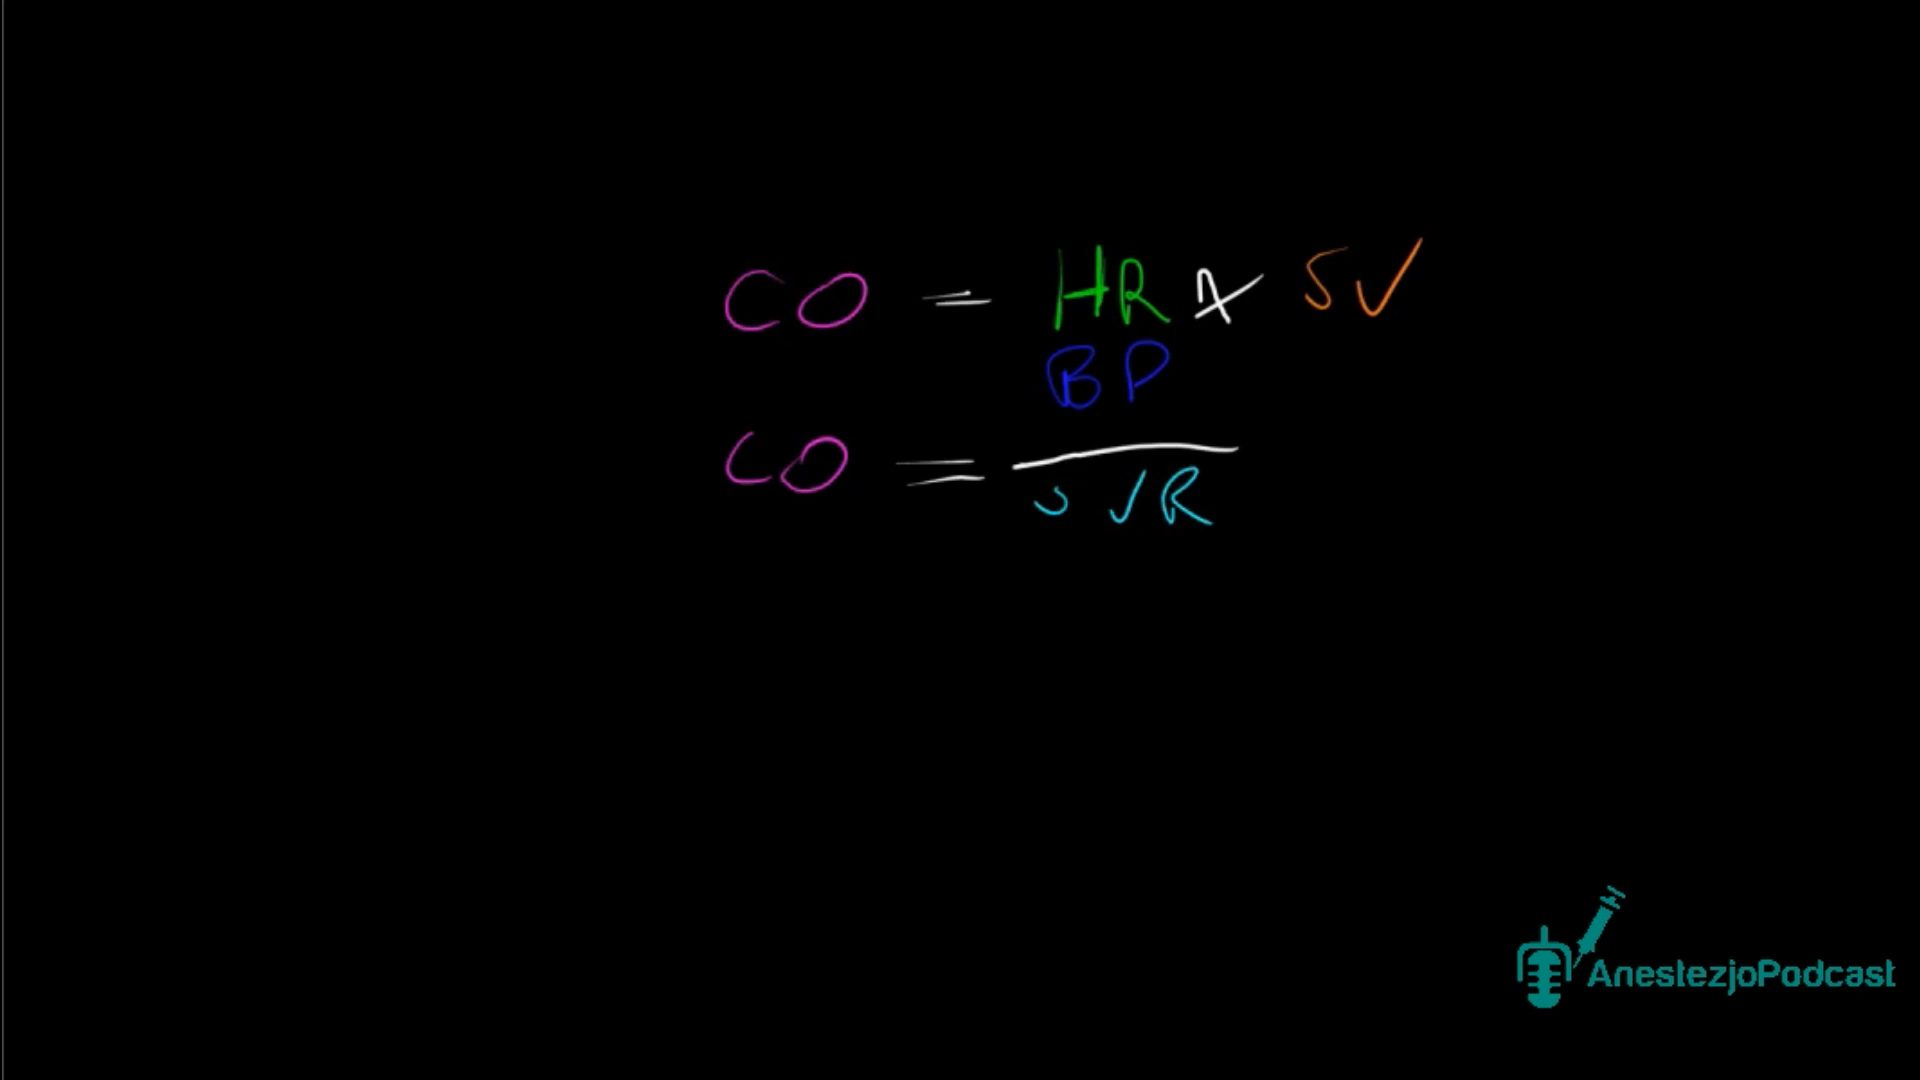 CO = HR x SV
BP
CO = 
SVR
AnestezjoPodcast